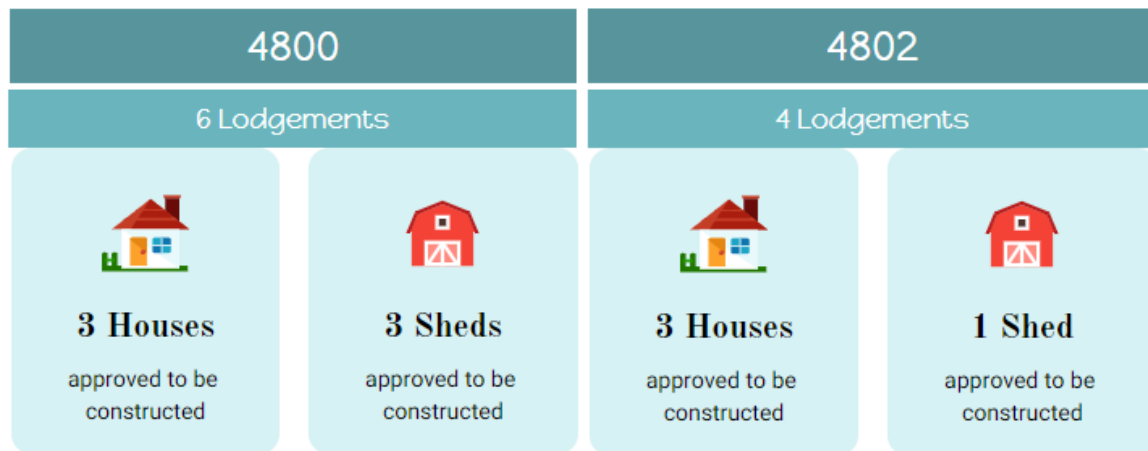 4800
6 Lodgements
3 Houses
approved to be
constructed
3 Sheds
approved to be
constructed
4802
4 Lodgements
3 Houses
approved to be
constructed
1 Shed
approved to be
constructed